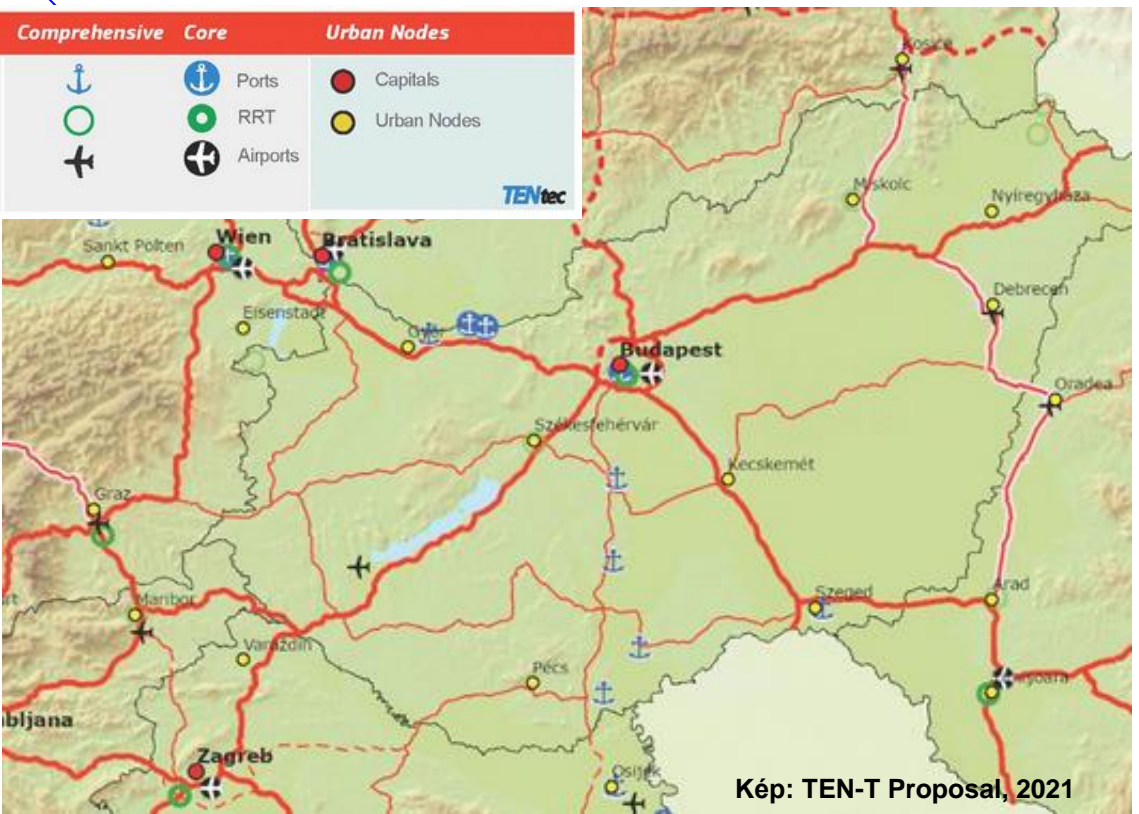 Comprehensive Core Urban Nodes
Ports Capitals
RRT Urban Nodes
Airports
TENtec
Kosice
Miskolc
Nyíregyháza
Sankt Polten
Wien
Bratislava
Eisenstadt
Győr
Debrecen
Budapest
Oradea
Székesfehérvár
Kecskemét
Graz
Maribor
Szeged
Arad
Varaždin
Pécs
bljana
Zagreb
Osijek
Kép: TEN-T Proposal, 2021